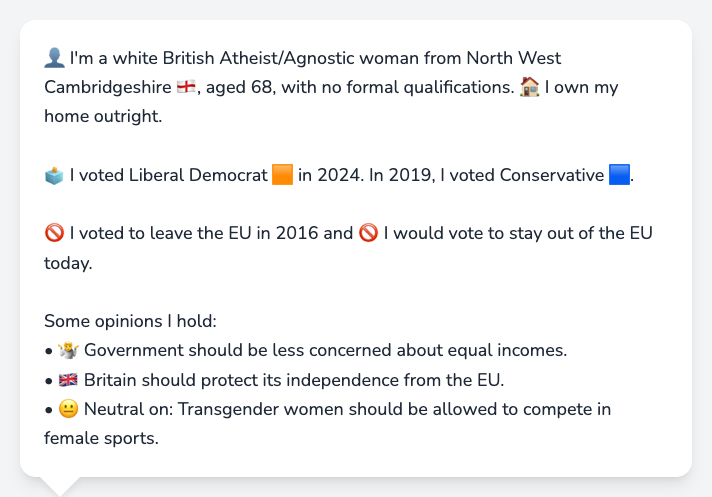 👤 I'm a white British Atheist/Agnostic woman from North West
Cambridgeshire 🏴󠁧󠁢󠁥󠁮󠁧󠁿, aged 68, with no formal qualifications. 🏠 I own my
home outright.
🗳️ I voted Liberal Democrat 🟧 in 2024. In 2019, I voted Conservative 🟦.
🚫 I voted to leave the EU in 2016 and 🚫 I would vote to stay out of the EU
today.
Some opinions I hold:
• 🤷 Government should be less concerned about equal incomes.
• 🇬🇧 Britain should protect its independence from the EU.
• 😐 Neutral on: Transgender women should be allowed to compete in
female sports.